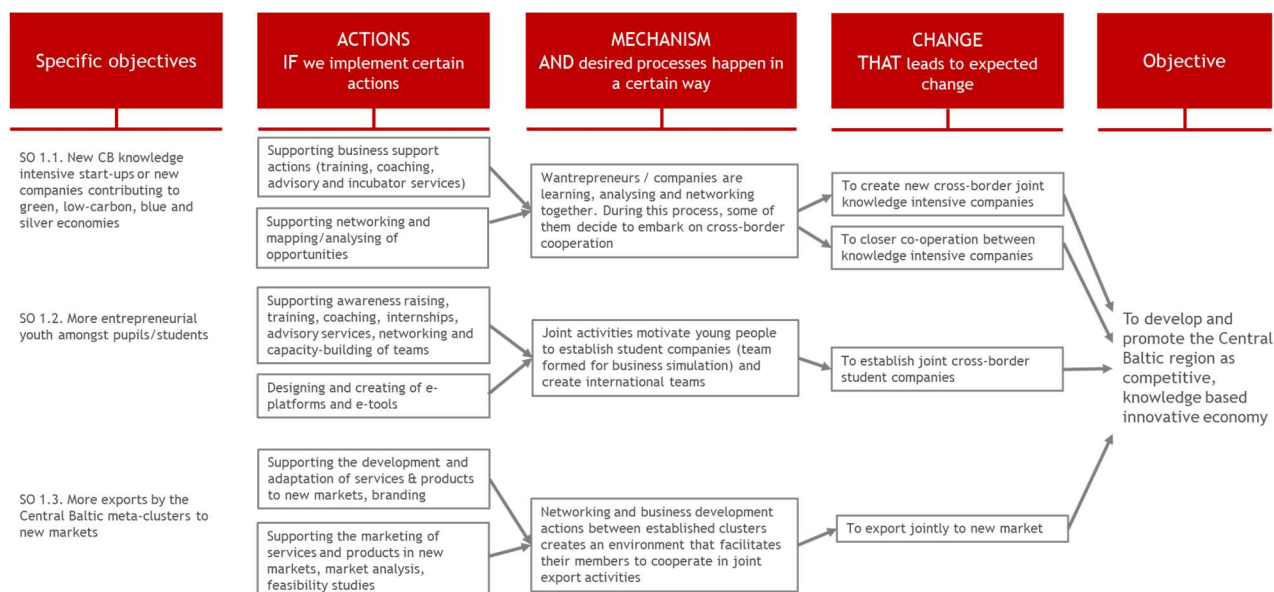 Specific objectives
ACTIONS
IF we implement certain
actions
MECHANISM
AND desired processes happen in
a certain way
CHANGE
THAT leads to expected
change
Objective
SO 1.1. New CB knowledge
intensive start-ups or new
companies contributing to
green, low-carbon, blue and
silver economies
Supporting business support
actions (training, coaching,
advisory and incubator services)
Supporting networking and
mapping/analysing of
opportunities
Wantrepreneurs / companies are
learning, analysing and networking
together. During this process, some of
them decide to embark on cross-border
cooperation
To create new cross-border joint
knowledge intensive companies
To closer co-operation between
knowledge intensive companies
SO 1.2. More entrepreneurial
youth amongst pupils/students
Supporting awareness raising,
training, coaching, internships,
advisory services, networking and
capacity-building of teams
Designing and creating of e-
platforms and e-tools
Joint activities motivate young people
to establish student companies (team
formed for business simulation) and
create international teams
To establish joint cross-border
student companies
To develop and
promote the Central
Baltic region as
competitive,
knowledge based
innovative economy
SO 1.3. More exports by the
Central Baltic meta-clusters to
new markets
Supporting the development and
adaptation of services & products
to new markets, branding
Supporting the marketing of
services and products in new
markets, market analysis,
feasibility studies
Networking and business development
actions between established clusters
creates an environment that facilitates
their members to cooperate in joint
export activities
To export jointly to new market